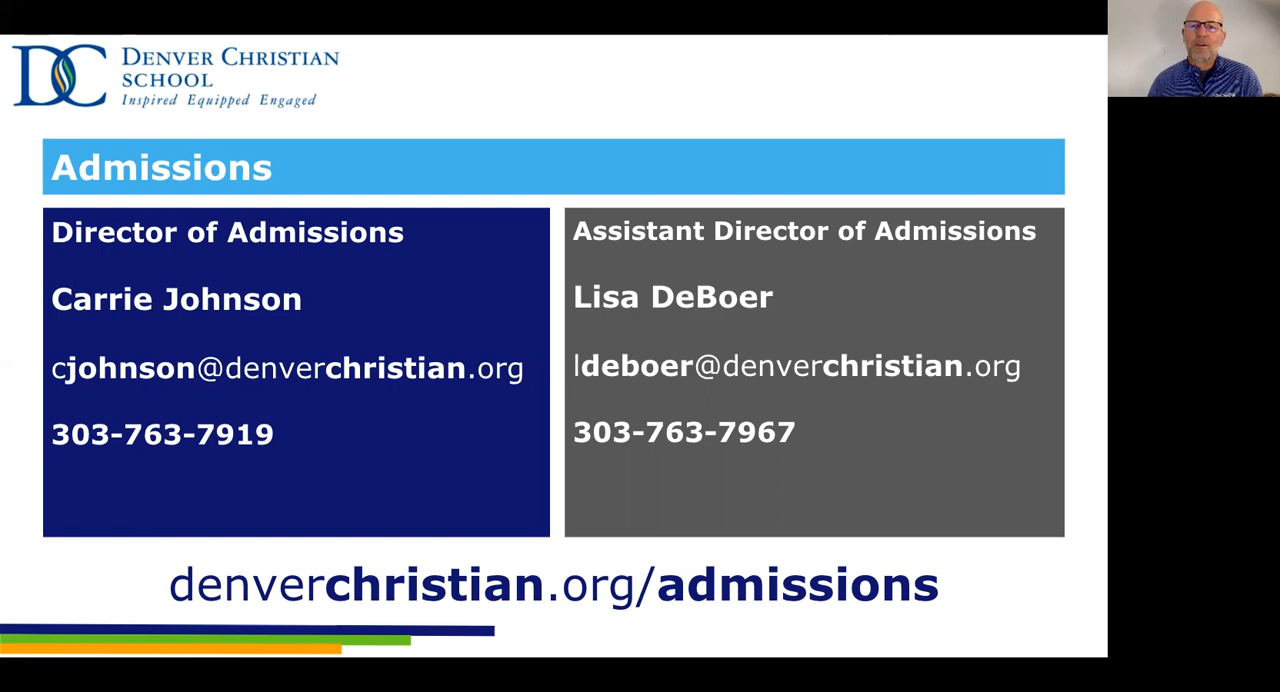 DC
DENVER CHRISTIAN
SCHOOL
Inspired Equipped Engaged
Admissions
Director of Admissions
Carrie Johnson
cjohnson@denverchristian.org
303-763-7919
Assistant Director of Admissions
Lisa DeBoer
ldeboer@denverchristian.org
303-763-7967
denverchristian.org/admissions